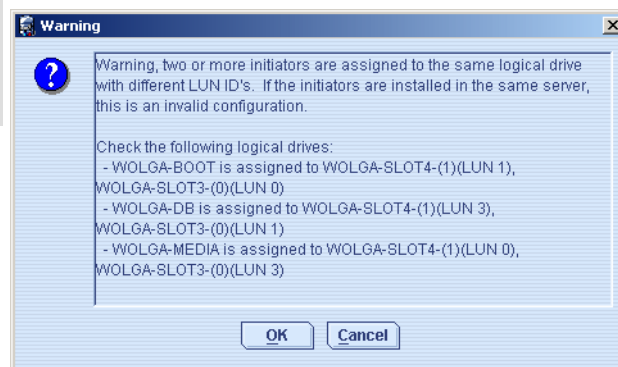 Warning
Warning, two or more initiators are assigned to the same logical drive
with different LUN ID's. If the initiators are installed in the same server,
this is an invalid configuration.
Check the following logical drives:
- WOLGA-BOOT is assigned to WOLGA-SLOT4-(1)(LUN 1),
WOLGA-SLOT3-(0)(LUN 0)
- WOLGA-DB is assigned to WOLGA-SLOT4-(1)(LUN 3),
WOLGA-SLOT3-(0)(LUN 1)
- WOLGA-MEDIA is assigned to WOLGA-SLOT4-(1)(LUN 0),
WOLGA-SLOT3-(0)(LUN 3)
OK Cancel